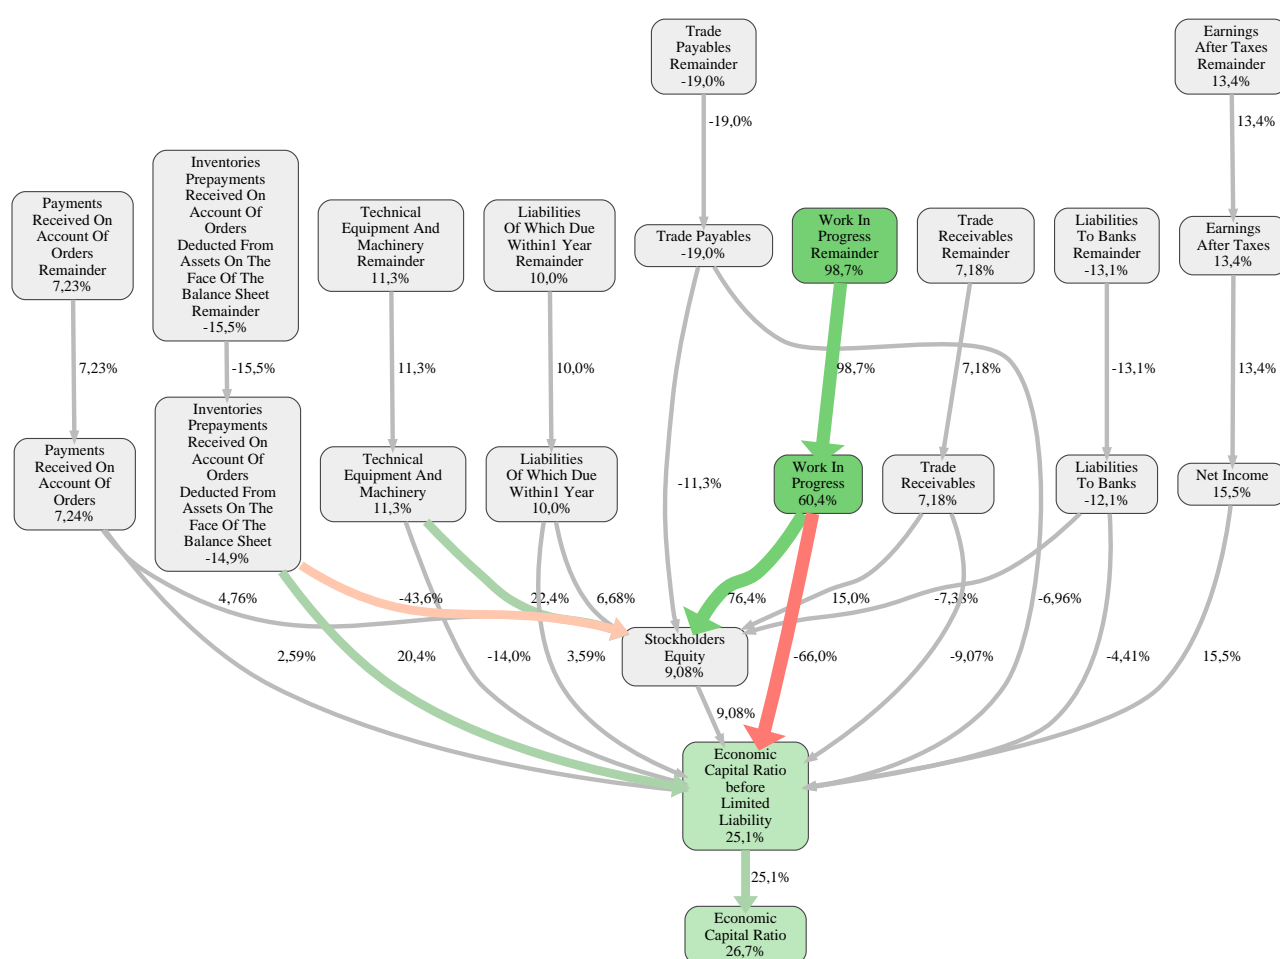 Trade
Payables
Remainder
-19,0%
Earnings
After Taxes
Remainder
13,4%
-19,0%
13,4%
Payments
Received On
Account Of
Orders
Remainder
7,23%
Inventories
Prepayments
Received On
Account Of
Orders
Deducted From
Assets On The
Face Of The
Balance Sheet
Remainder
-15,5%
Technical
Equipment And
Machinery
Remainder
11,3%
Liabilities
Of Which Due
Within1 Year
Remainder
10,0%
Trade Payables
-19,0%
Work In
Progress
Remainder
98,7%
Trade
Receivables
Remainder
7,18%
Liabilities
To Banks
Remainder
-13,1%
Earnings
After Taxes
13,4%
7,23%
-15,5%
11,3%
10,0%
98,7%
7,18%
-13,1%
13,4%
Payments
Received On
Account Of
Orders
7,24%
Inventories
Prepayments
Received On
Account Of
Orders
Deducted From
Assets On The
Face Of The
Balance Sheet
-14,9%
Technical
Equipment And
Machinery
11,3%
Liabilities
Of Which Due
Within1 Year
10,0%
-11,3%
Work In
Progress
60,4%
Trade
Receivables
7,18%
Liabilities
To Banks
-12,1%
Net Income
15,5%
4,76%
-43,6%
22,4%
6,68%
76,4%
15,0%
-7,33%
-6,96%
2,59%
20,4%
-14,0%
3,59%
Stockholders
Equity
9,08%
-66,0%
-9,07%
-4,41%
15,5%
9,08%
Economic
Capital Ratio
before
Limited
Liability
25,1%
25,1%
Economic
Capital Ratio
26,7%